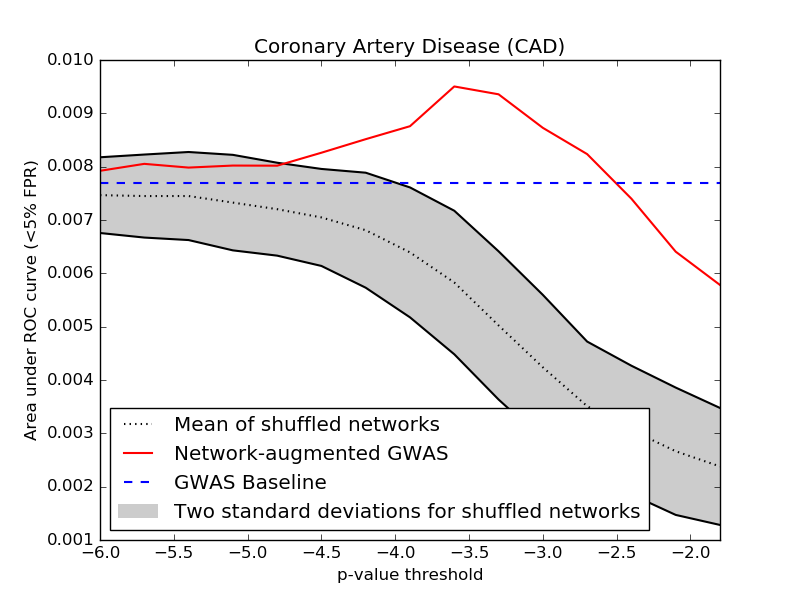 Coronary Artery Disease (CAD)
0.010
0.009
0.008
0.007
0.006
0.005
0.004
0.003
0.002
0.001
Area under ROC curve (<5% FPR)
Mean of shuffled networks
Network-augmented GWAS
GWAS Baseline
Two standard deviations for shuffled networks
−6.0 −5.5 −5.0 −4.5 −4.0 −3.5 −3.0 −2.5 −2.0
p-value threshold